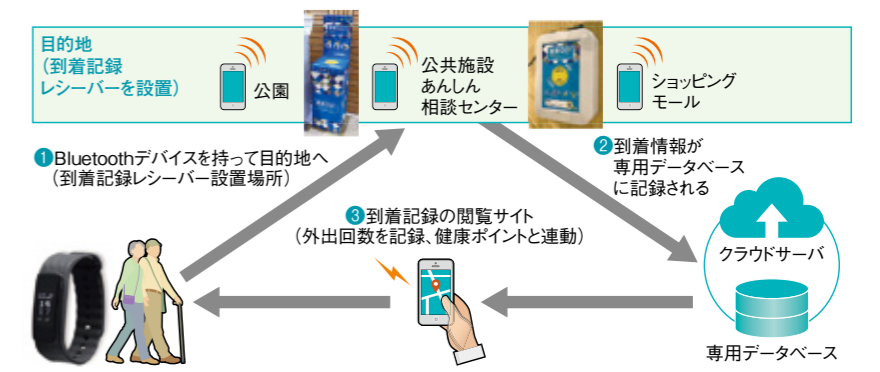 目的地
（到着記録
レシーバーを設置）
公園
公共施設
あんしん
相談センター
ショッピング
モール
❶Bluetoothデバイスを持って目的地へ
（到着記録レシーバー設置場所）
❷到着情報が
専用データベース
に記録される
❸到着記録の閲覧サイト
（外出回数を記録、健康ポイントと連動）
クラウドサーバ
専用データベース